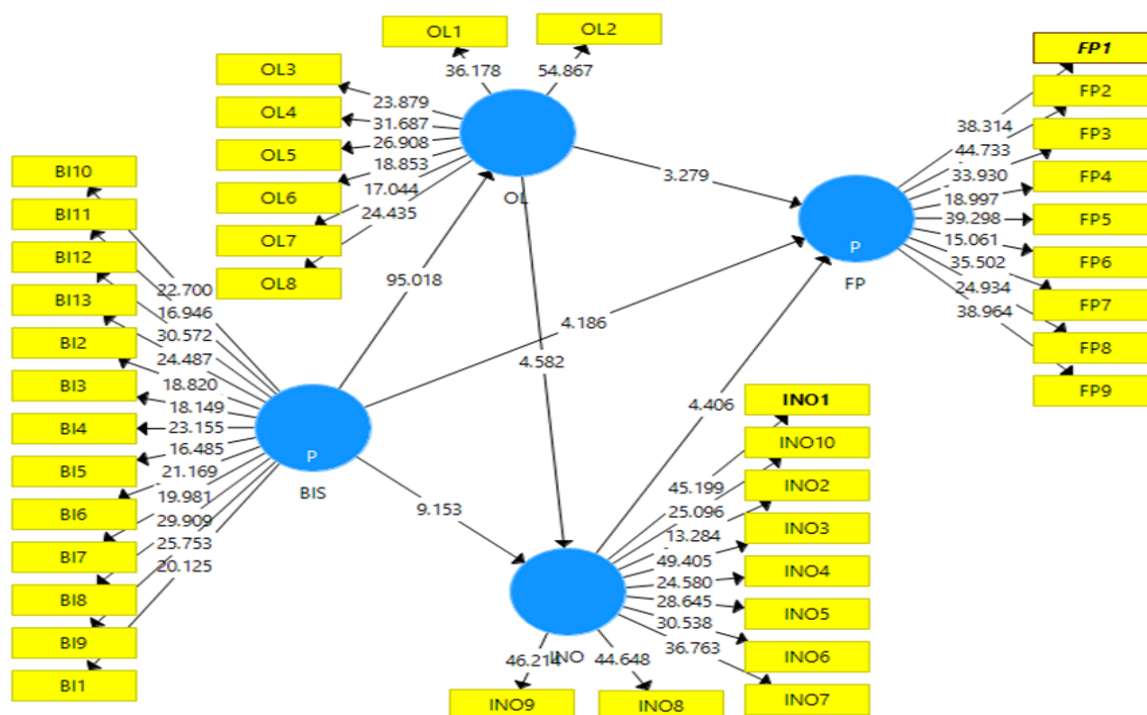 OL1
OL2
36.178
54.867
OL3
OL4
OL5
OL6
OL7
OL8
23.879
31.687
26.908
18.853
17.044
24.435
OL
FP1
FP2
FP3
FP4
FP5
FP6
FP7
FP8
FP9
38.314
44.733
33.930
18.997
39.298
15.061
35.502
24.934
38.964
P
FP
3.279
95.018
4.186
4.582
4.406
9.153
BI10
BI11
BI12
BI13
BI2
BI3
BI4
BI5
BI6
BI7
BI8
BI9
BI1
22.700
16.946
30.572
24.487
18.820
18.149
23.155
16.485
21.169
19.981
29.909
25.753
20.125
P
BIS
INO1
INO10
INO2
INO3
INO4
INO5
INO6
INO7
45.199
25.096
13.284
49.405
24.580
28.645
30.538
36.763
INO
46.214
44.648
INO9
INO8